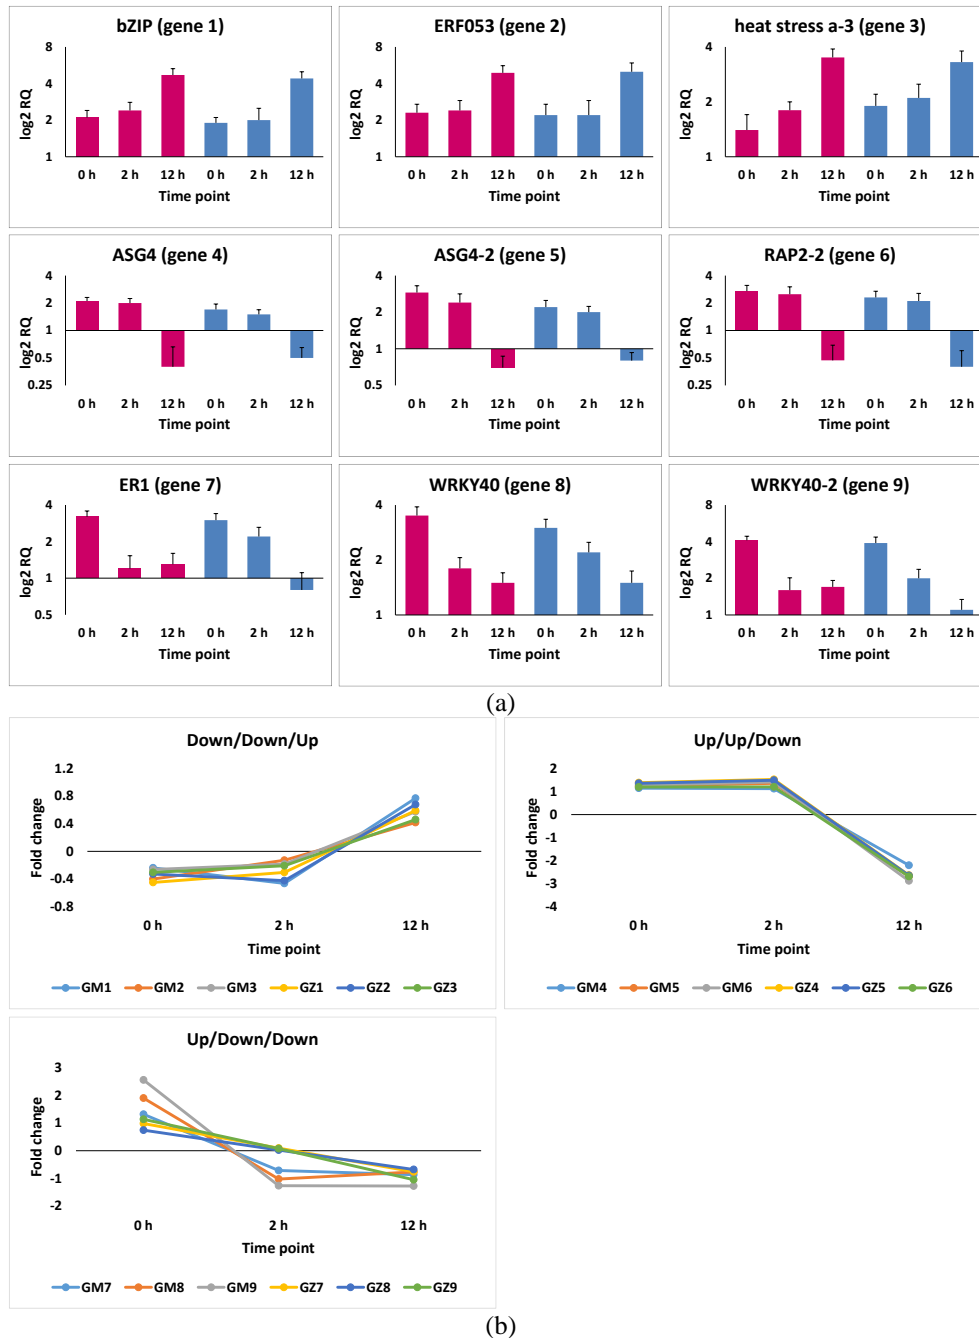 bZIP (gene 1)
log2 RQ
8
4
2
1
0 h 2 h 12 h 0 h 2 h 12 h
Time point
ERF053 (gene 2)
log2 RQ
8
4
2
1
0 h 2 h 12 h 0 h 2 h 12 h
Time point
heat stress a-3 (gene 3)
log2 RQ
4
2
1
0 h 2 h 12 h 0 h 2 h 12 h
Time point
ASG4 (gene 4)
log2 RQ
4
2
1
0.5
0.25
0 h 2 h 12 h 0 h 2 h 12 h
Time point
ASG4-2 (gene 5)
log2 RQ
4
2
1
0.5
0 h 2 h 12 h 0 h 2 h 12 h
Time point
RAP2-2 (gene 6)
log2 RQ
4
2
1
0.5
0.25
0 h 2 h 12 h 0 h 2 h 12 h
Time point
ER1 (gene 7)
log2 RQ
4
1
0.5
0 h 2 h 12 h 0 h 2 h 12 h
Time point
WRKY40 (gene 8)
log2 RQ
4
2
1
0 h 2 h 12 h 0 h 2 h 12 h
Time point
WRKY40-2 (gene 9)
log2 RQ
8
4
2
1
0 h 2 h 12 h 0 h 2 h 12 h
Time point
(a)
Down/Down/Up
Fold change
1.2
0.8
0.4
0
-0.4
-0.8
0 h 2 h 12 h
Time point
GM1 GM2 GM3 GZ1 GZ2 GZ3
Up/Up/Down
Fold change
2
1
0
-1
-2
-3
-4
0 h 2 h 12 h
Time point
GM4 GM5 GM6 GZ4 GZ5 GZ6
Up/Down/Down
Fold change
3
2
1
0
-1
-2
0 h 2 h 12 h
Time point
GM7 GM8 GM9 GZ7 GZ8 GZ9
(b)